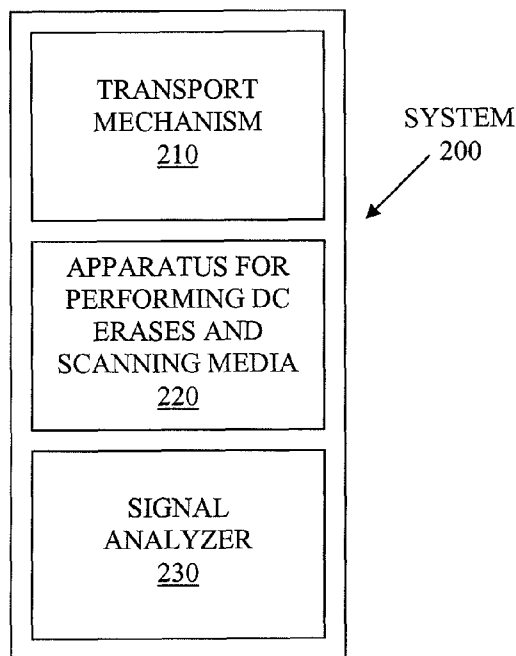 TRANSPORT
MECHANISM
210
SYSTEM
200
APPARATUS FOR
PERFORMING DC
ERASES AND
SCANNING MEDIA
220
SIGNAL
ANALYZER
230